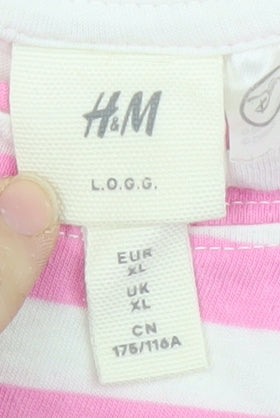 H&M
L.O.G.G.
EUR
XL
UK
XL
CN
175/116A